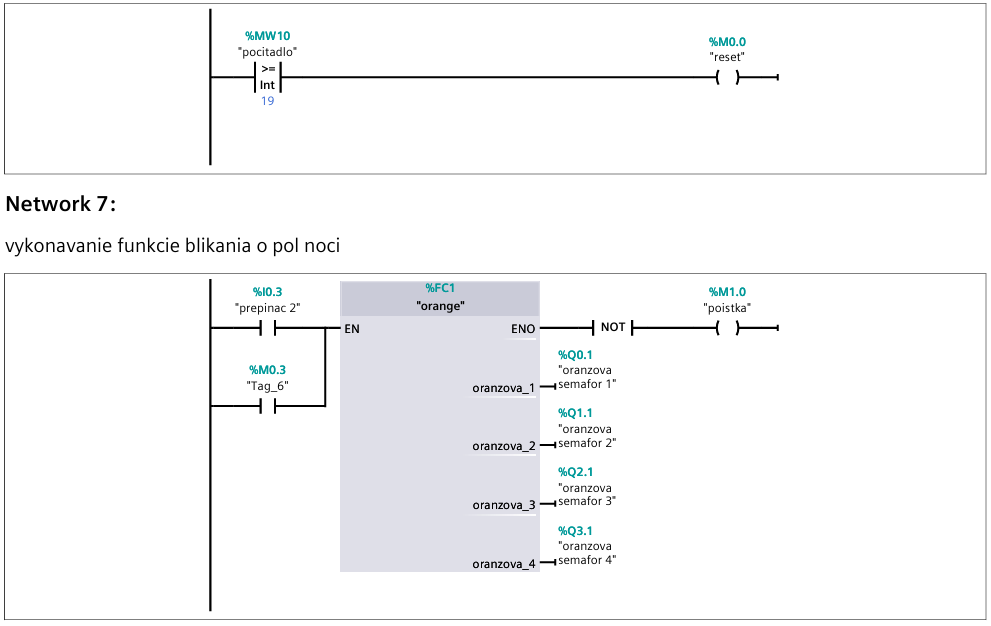 %MW10
"pocitadlo"
>=
Int
19
%M0.0
"reset"
Network 7:
vykonavanie funkcie blikania o pol noci
%I0.3
"prepinac 2"
%M0.3
"Tag_6"
%FC1
"orange"
EN
ENO
NOT
%M1.0
"poistka"
oranzova_1
%Q0.1
"oranzova
semafor 1"
oranzova_2
%Q1.1
"oranzova
semafor 2"
oranzova_3
%Q2.1
"oranzova
semafor 3"
oranzova_4
%Q3.1
"oranzova
semafor 4"